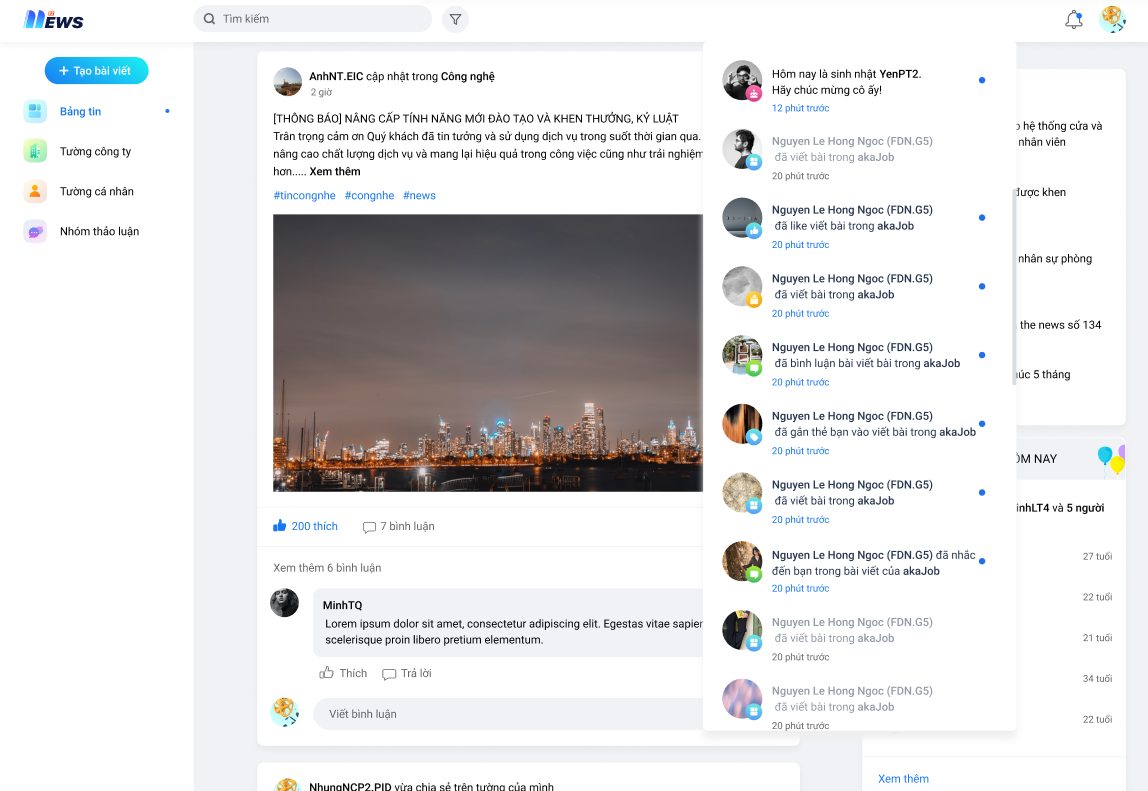 NEWS
Tìm kiếm
+ Tạo bài viết
Bảng tin
Tường công ty
Tường cá nhân
Nhóm thảo luận
AnhNT.EIC cập nhật trong Công nghệ
2 giờ
[THÔNG BÁO] NÂNG CẤP TÍNH NĂNG MỚI ĐÀO TẠO VÀ KHEN THƯỞNG, KỶ LUẬT
Trân trọng cảm ơn Quý khách đã tin tưởng và sử dụng dịch vụ trong suốt thời gian qua.
nâng cao chất lượng dịch vụ và mang lại hiệu quả trong công việc cũng như trải nghiệm
hơn..... Xem thêm
#tincongnhe #congnhe #news
200 thích
7 bình luận
Xem thêm 6 bình luận
MinhTQ
Lorem ipsum dolor sit amet, consectetur adipiscing elit. Egestas vitae sapien
scelerisque proin libero pretium elementum.
Thích
Trả lời
Viết bình luận
NhungNCP2.PID vừa chia sẻ trên tường của mình
Hôm nay là sinh nhật YenPT2.
Hãy chúc mừng cô ấy!
12 phút trước
Nguyen Le Hong Ngoc (FDN.G5)
đã viết bài trong akaJob
20 phút trước
Nguyen Le Hong Ngoc (FDN.G5)
đã like viết bài trong akaJob
20 phút trước
Nguyen Le Hong Ngoc (FDN.G5)
đã viết bài trong akaJob
20 phút trước
Nguyen Le Hong Ngoc (FDN.G5)
đã bình luận bài viết bài trong akaJob
20 phút trước
Nguyen Le Hong Ngoc (FDN.G5)
đã gắn thẻ bạn vào viết bài trong akaJob
20 phút trước
Nguyen Le Hong Ngoc (FDN.G5)
đã viết bài trong akaJob
20 phút trước
Nguyen Le Hong Ngoc (FDN.G5) đã nhắc
đến bạn trong bài viết của akaJob
20 phút trước
Nguyen Le Hong Ngoc (FDN.G5)
đã viết bài trong akaJob
20 phút trước
Nguyen Le Hong Ngoc (FDN.G5)
đã viết bài trong akaJob
20 phút trước
hệ thống cửa và
nhân viên
được khen
nhân sự phòng
the news số 134
5 tháng
NAY
inhLT4 và 5 người
27 tuổi
22 tuổi
21 tuổi
34 tuổi
22 tuổi
Xem thêm